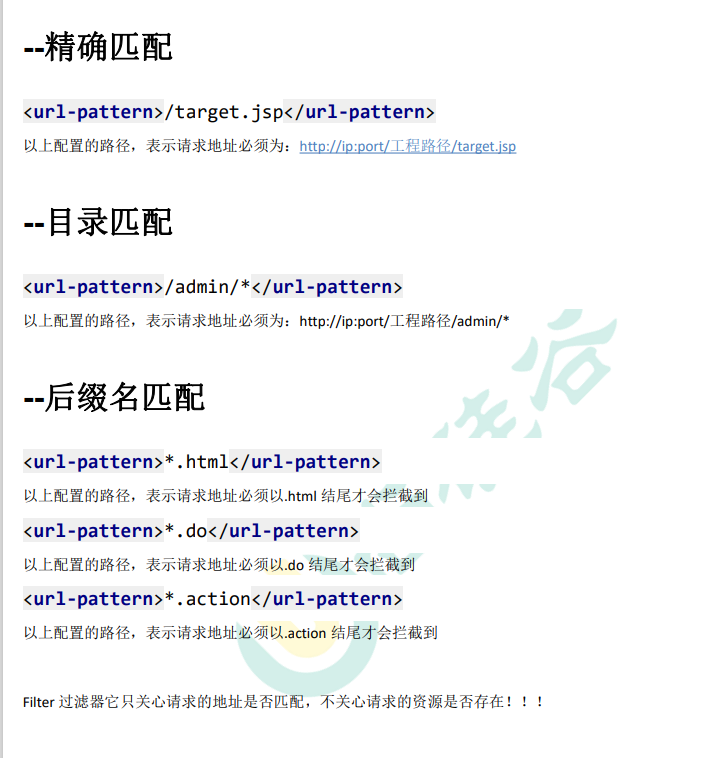 --精确匹配
<url-pattern>/target.jsp</url-pattern>
以上配置的路径，表示请求地址必须为：http://ip:port/工程路径/target.jsp
--目录匹配
<url-pattern>/admin/*</url-pattern>
以上配置的路径，表示请求地址必须为：http://ip:port/工程路径/admin/*
--后缀名匹配
<url-pattern>*.html</url-pattern>
以上配置的路径，表示请求地址必须以.html 结尾才会拦截到
<url-pattern>*.do</url-pattern>
以上配置的路径，表示请求地址必须以.do 结尾才会拦截到
<url-pattern>*.action</url-pattern>
以上配置的路径，表示请求地址必须以.action 结尾才会拦截到
Filter 过滤器它只关心请求的地址是否匹配，不关心请求的资源是否存在！！！